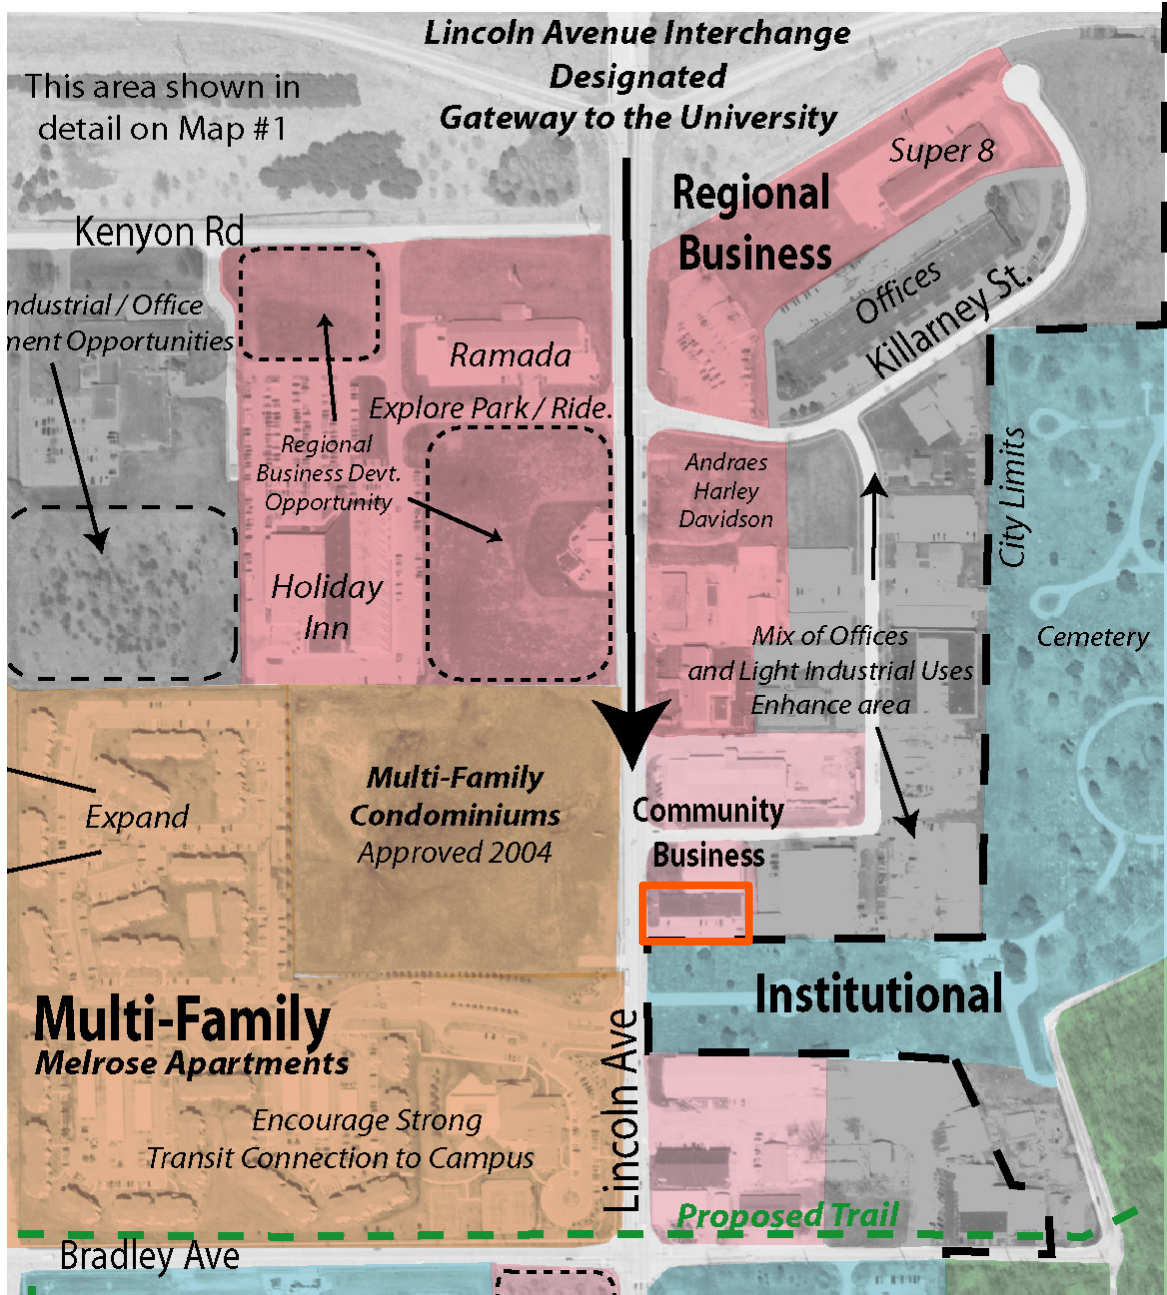 Lincoln Avenue Interchange
Designated
Gateway to the University
This area shown in
detail on Map #1
Super 8
Regional
Business
Kenyon Rd
Offices
Killarney St.
ndustrial / Office
ment Opportunities
Ramada
Explore Park / Ride.
Regional
Business Devt.
Opportunity
Andraes
Harley
Davidson
City Limits
Holiday
Inn
Cemetery
Mix of Offices
and Light Industrial Uses
Enhance area
Multi-Family
Condominiums
Approved 2004
Expand
Community
Business
Institutional
Multi-Family
Melrose Apartments
Lincoln Ave
Encourage Strong
Transit Connection to Campus
Proposed Trail
Bradley Ave